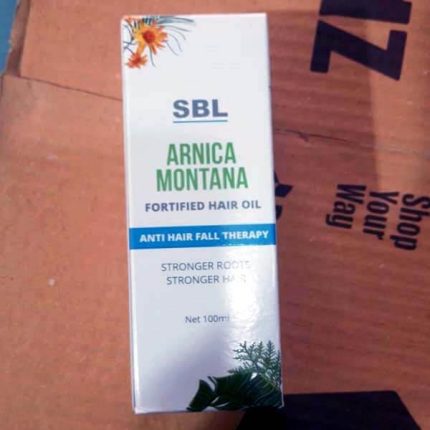 SBL
ARNICA
MONTANA
FORTIFIED HAIR OIL
ANTI HAIR FALL THERAPY
STRONGER ROOTS
STRONGER HAIR
Net 100ml
Shop
Your
Way